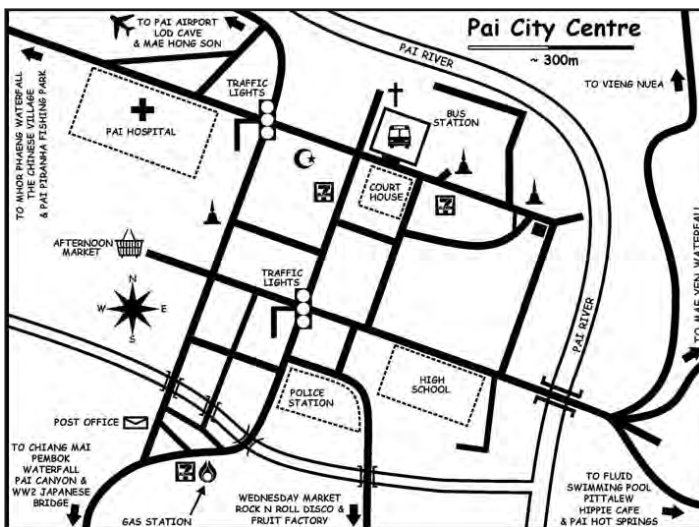 TO PAI AIRPORT
LOD CAVE
& MAE HONG SON
Pai City Centre
~ 300m
PAI RIVER
TO VIENG NUEA
TRAFFIC
LIGHTS
BUS
STATION
PAI HOSPITAL
TO MHOR PHAENG WATERFALL
THE CHINESE VILLAGE
& PAI PIRANHA FISHING PARK
COURT
HOUSE
7
7
AFTERNOON
MARKET
TRAFFIC
LIGHTS
N
W E
S
TO MAE YEN WATERFALL
PAI RIVER
HIGH
SCHOOL
POLICE
STATION
POST OFFICE
TO CHIANG MAI
PEMBOK
WATERFALL
PAI CANYON &
WW2 JAPANESE
BRIDGE
7
GAS STATION
WEDNESDAY MARKET
ROCK N ROLL DISCO &
FRUIT FACTORY
TO FLUID
SWIMMING POOL
PITTALEW
HIPPIE CAFE
& PAI HOT SPRINGS